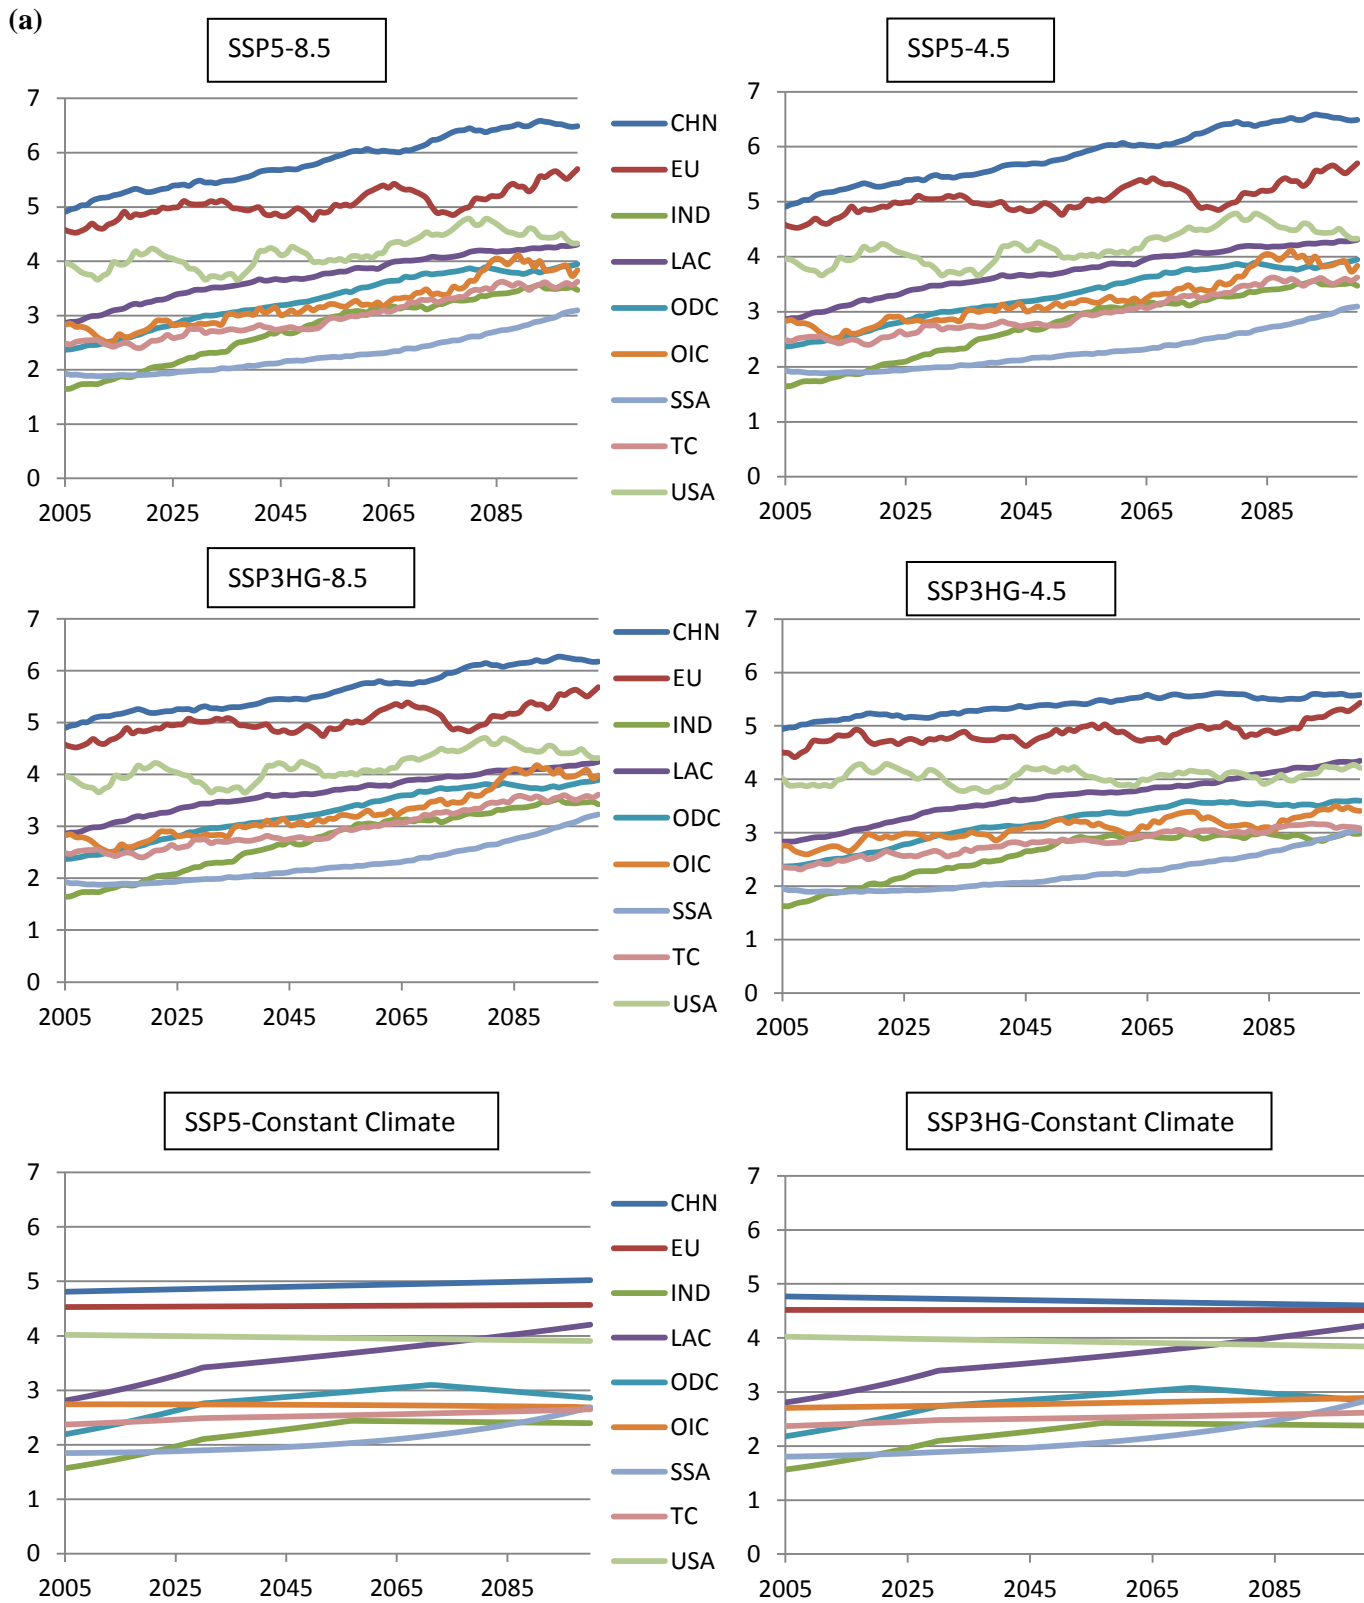 (a)
SSP5-8.5
7
6
5
4
3
2
1
0
2005 2025 2045 2065 2085
CHN
EU
IND
LAC
ODC
OIC
SSA
TC
USA
SSP5-4.5
7
6
5
4
3
2
1
0
2005 2025 2045 2065 2085
SSP3HG-8.5
7
6
5
4
3
2
1
0
2005 2025 2045 2065 2085
CHN
EU
IND
LAC
ODC
OIC
SSA
TC
USA
SSP3HG-4.5
7
6
5
4
3
2
1
0
2005 2025 2045 2065 2085
SSP5-Constant Climate
7
6
5
4
3
2
1
0
2005 2025 2045 2065 2085
CHN
EU
IND
LAC
ODC
OIC
SSA
TC
USA
SSP3HG-Constant Climate
7
6
5
4
3
2
1
0
2005 2025 2045 2065 2085